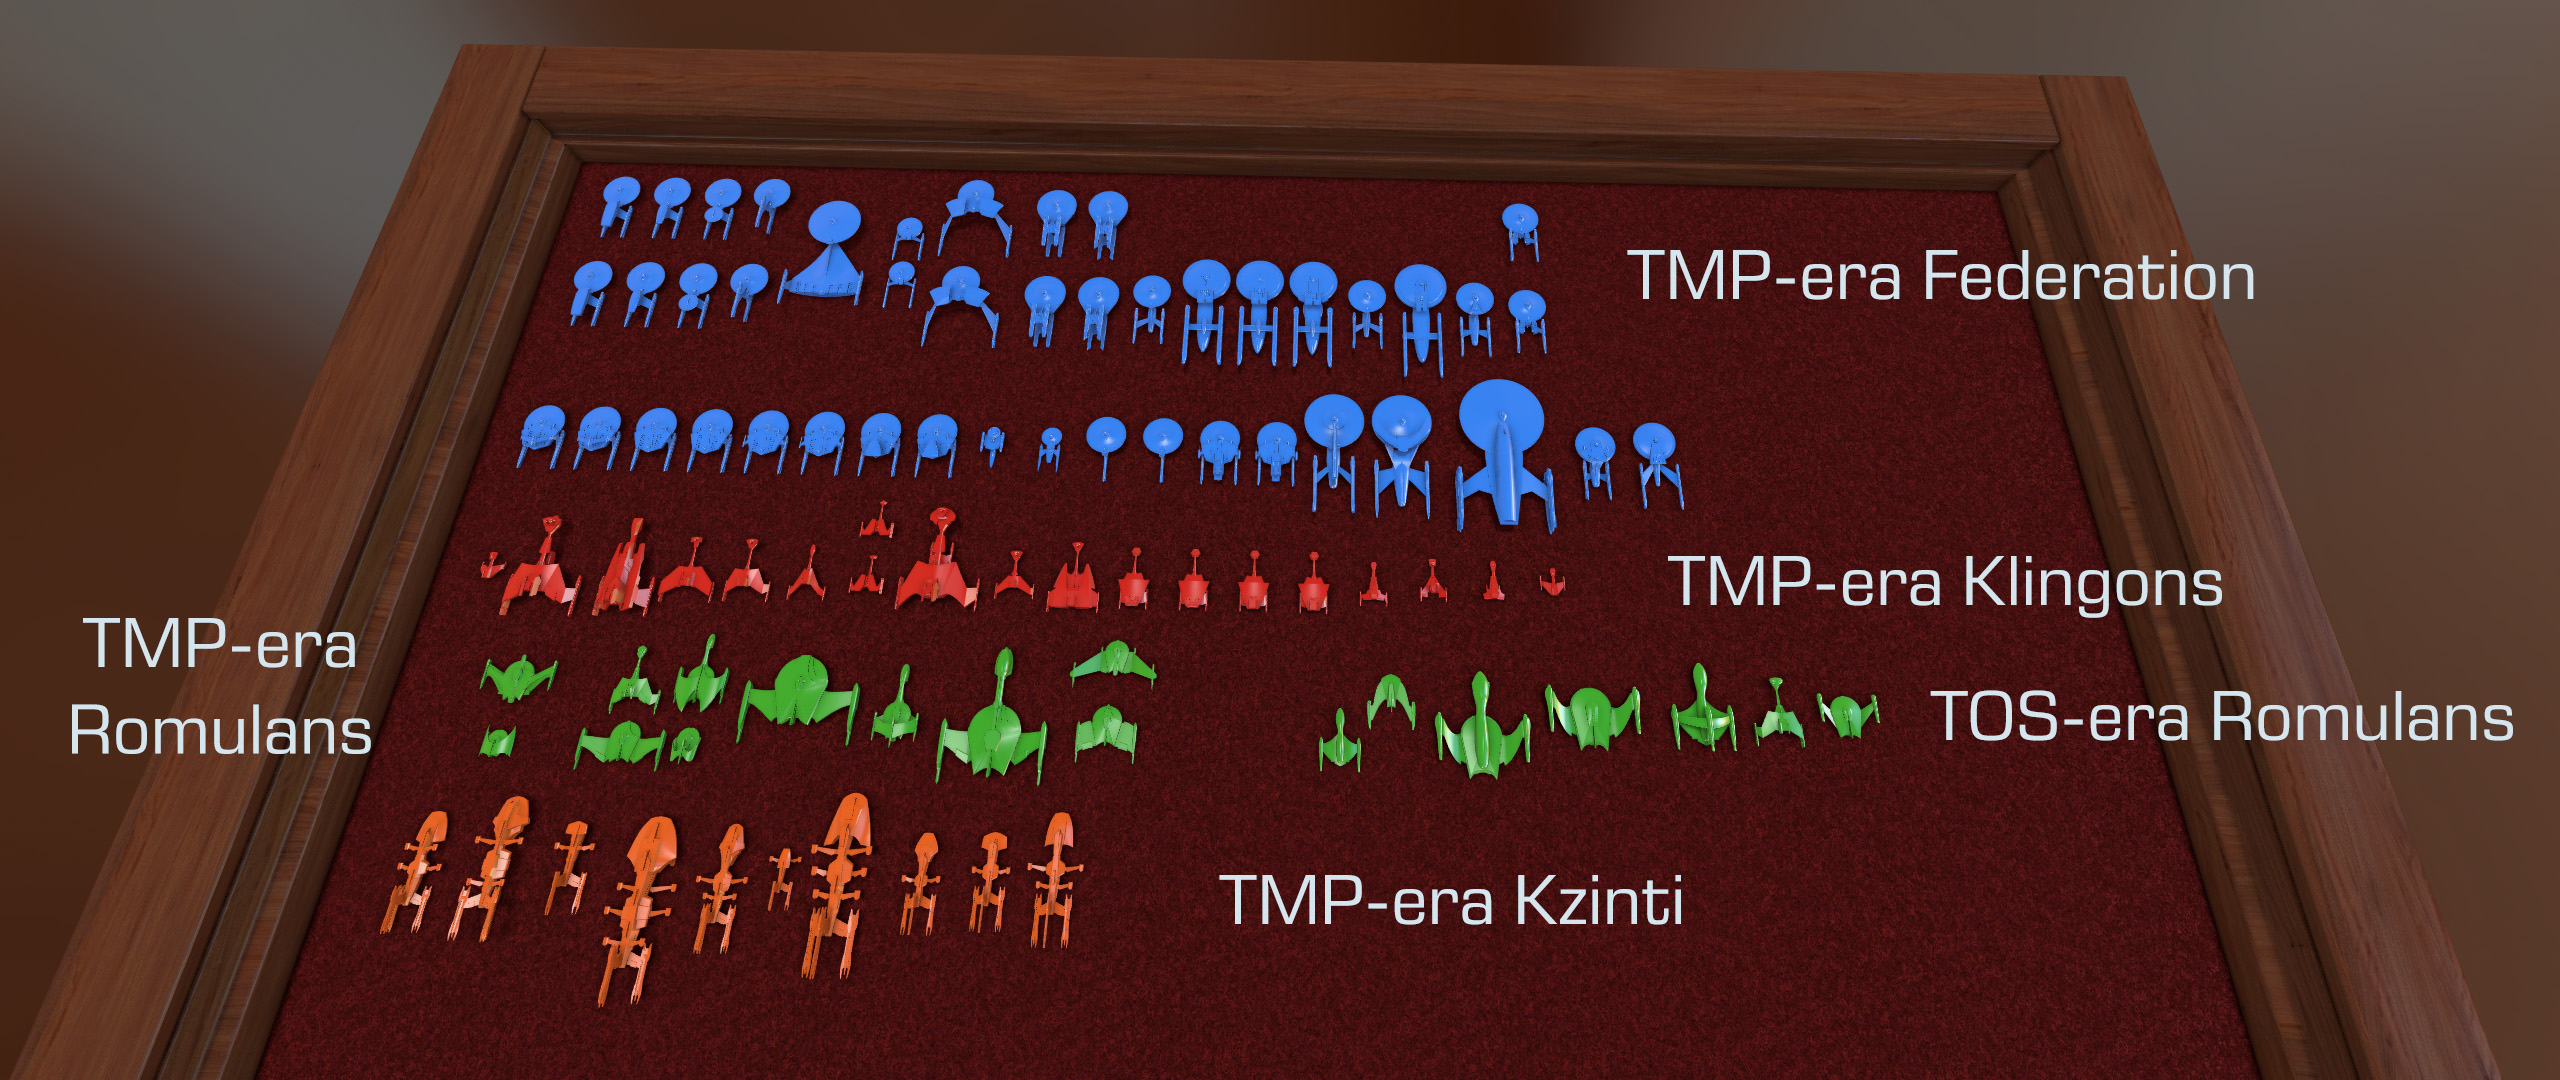 TMP-era Federation
TMP-era Klingons
TMP-era
Romulans
TOS-era Romulans
TMP-era Kzinti